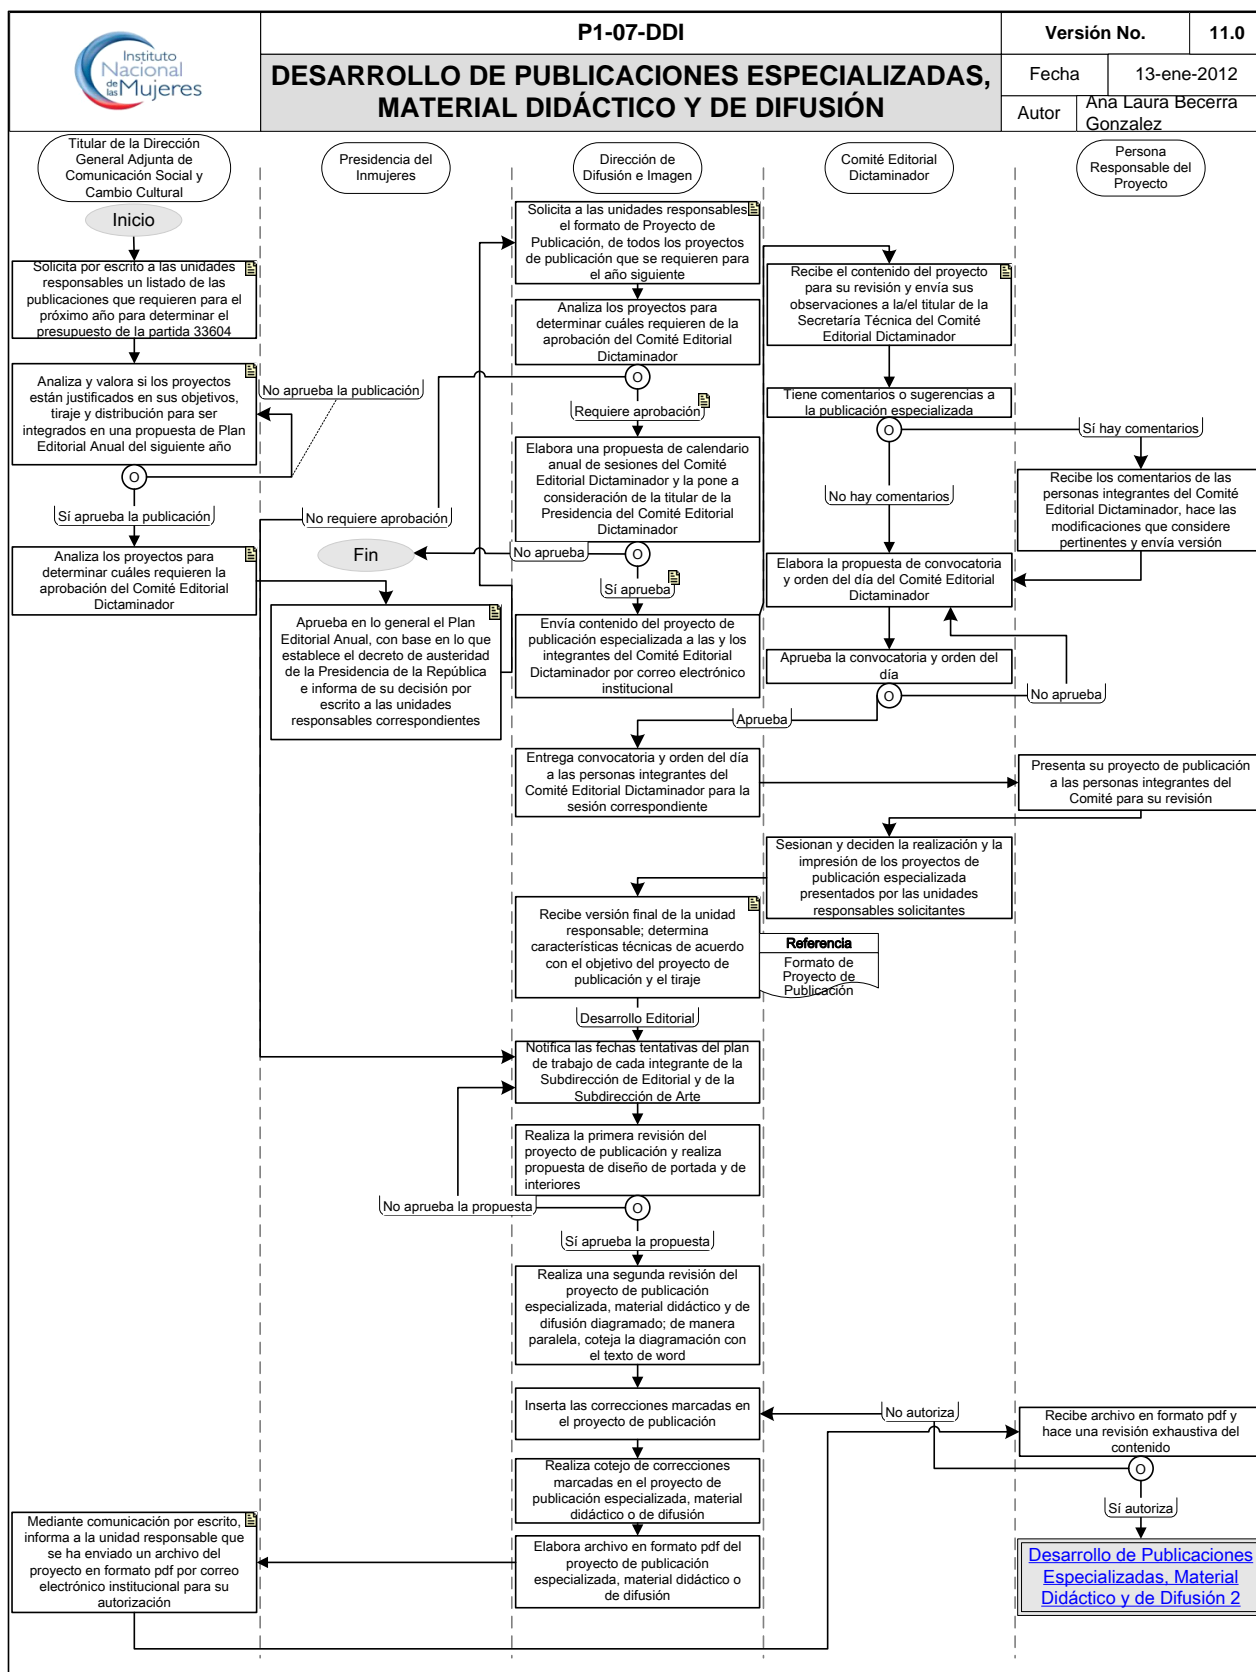 Instituto
Nacional
de las Mujeres
P1-07-DDI
DESARROLLO DE PUBLICACIONES ESPECIALIZADAS,
MATERIAL DIDÁCTICO Y DE DIFUSIÓN
Versión No.
11.0
Fecha
13-ene-2012
Autor
Ana Laura Becerra
Gonzalez
Titular de la Dirección
General Adjunta de
Comunicación Social y
Cambio Cultural
Presidencia del
Inmujeres
Dirección de
Difusión e Imagen
Comité Editorial
Dictaminador
Persona
Responsable del
Proyecto
Inicio
Solicita por escrito a las unidades
responsables un listado de las
publicaciones que requieren para el
próximo año para determinar el
presupuesto de la partida 33604
Analiza y valora si los proyectos
están justificados en sus objetivos,
tiraje y distribución para ser
integrados en una propuesta de Plan
Editorial Anual del siguiente año
No aprueba la publicación
O
Sí aprueba la publicación
Analiza los proyectos para
determinar cuáles requieren la
aprobación del Comité Editorial
Dictaminador
Aprueba en lo general el Plan
Editorial Anual, con base en lo que
establece el decreto de austeridad
de la Presidencia de la República
e informa de su decisión por
escrito a las unidades
responsables correspondientes
Solicita a las unidades responsables
el formato de Proyecto de
Publicación, de todos los proyectos
de publicación que se requieren para
el año siguiente
Analiza los proyectos para
determinar cuáles requieren de la
aprobación del Comité Editorial
Dictaminador
O
Requiere aprobación
No requiere aprobación
Elabora una propuesta de calendario
anual de sesiones del Comité
Editorial Dictaminador y la pone a
consideración de la titular de la
Presidencia del Comité Editorial
Dictaminador
O
No aprueba
Fin
Sí aprueba
Envía contenido del proyecto de
publicación especializada a las y los
integrantes del Comité Editorial
Dictaminador por correo electrónico
institucional
Recibe el contenido del proyecto
para su revisión y envía sus
observaciones a la/el titular de la
Secretaría Técnica del Comité
Editorial Dictaminador
Tiene comentarios o sugerencias a
la publicación especializada
O
Sí hay comentarios
No hay comentarios
Recibe los comentarios de las
personas integrantes del Comité
Editorial Dictaminador, hace las
modificaciones que considere
pertinentes y envía versión
Elabora la propuesta de convocatoria
y orden del día del Comité Editorial
Dictaminador
Aprueba la convocatoria y orden del
día
O
No aprueba
Aprueba
Entrega convocatoria y orden del día
a las personas integrantes del
Comité Editorial Dictaminador para la
sesión correspondiente
Presenta su proyecto de publicación
a las personas integrantes del
Comité para su revisión
Sesionan y deciden la realización y la
impresión de los proyectos de
publicación especializada
presentados por las unidades
responsables solicitantes
Recibe versión final de la unidad
responsable; determina
características técnicas de acuerdo
con el objetivo del proyecto de
publicación y el tiraje
Referencia
Formato de
Proyecto de
Publicación
Desarrollo Editorial
Notifica las fechas tentativas del plan
de trabajo de cada integrante de la
Subdirección de Editorial y de la
Subdirección de Arte
Realiza la primera revisión del
proyecto de publicación y realiza
propuesta de diseño de portada y de
interiores
No aprueba la propuesta
O
Sí aprueba la propuesta
Realiza una segunda revisión del
proyecto de publicación
especializada, material didáctico y de
difusión diagramado; de manera
paralela, coteja la diagramación con
el texto de word
Inserta las correcciones marcadas en
el proyecto de publicación
No autoriza
Recibe archivo en formato pdf y
hace una revisión exhaustiva del
contenido
O
Sí autoriza
Realiza cotejo de correcciones
marcadas en el proyecto de
publicación especializada, material
didáctico o de difusión
Elabora archivo en formato pdf del
proyecto de publicación
especializada, material didáctico o
de difusión
Mediante comunicación por escrito,
informa a la unidad responsable que
se ha enviado un archivo del
proyecto en formato pdf por correo
electrónico institucional para su
autorización
Desarrollo de Publicaciones
Especializadas, Material
Didáctico y de Difusión 2